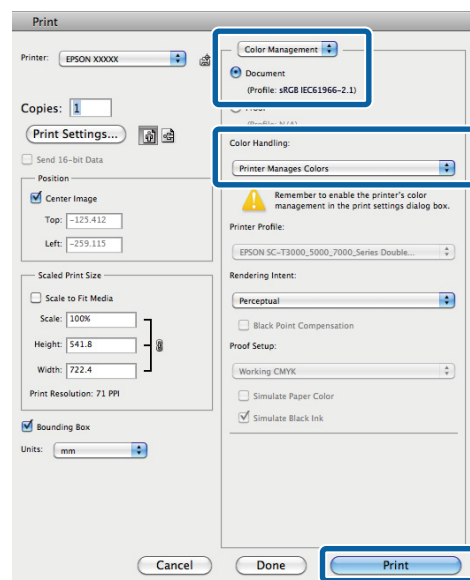 Print
Printer: EPSON XXXXX
Copies: 1
Print Settings...
Send 16-bit Data
Position
Center Image
Top: -125.412
Left: -259.115
Scaled Print Size
Scale to Fit Media
Scale: 100%
Height: 541.8
Width: 722.4
Print Resolution: 71 PPI
Bounding Box
Units: mm
Color Management
Document
(Profile: sRGB IEC61966-2.1)
(Profile: N/A)
Color Handling:
Printer Manages Colors
Remember to enable the printer's color
management in the print settings dialog box.
Printer Profile:
EPSON SC-T3000_5000_7000_Series Double...
Rendering Intent:
Perceptual
Black Point Compensation
Proof Setup:
Working CMYK
Simulate Paper Color
Simulate Black Ink
Cancel
Done
Print